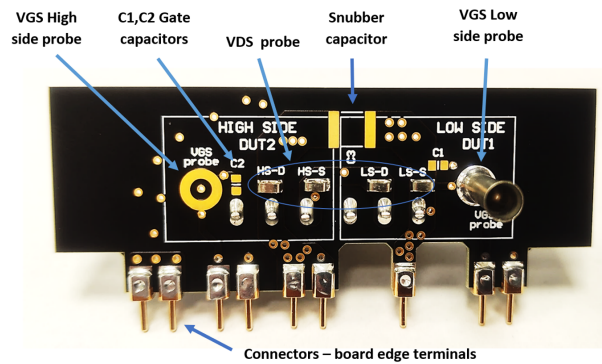 VGS High
side probe
C1,C2 Gate
capacitors
VDS probe
Snubber
capacitor
VGS Low
side probe
HIGH SIDE
DUT2
LOW SIDE
DUT1
VGS
probe
C2
HS-D
HS-S
C3
LS-D
LS-S
C1
VGS
probe
Connectors – board edge terminals